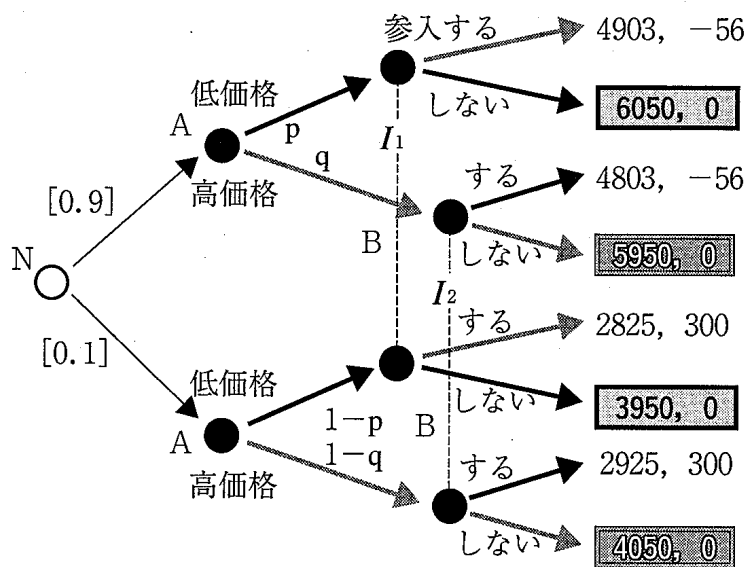 参入する 4903, −56
低価格
A しない 6050, 0
p I1
q する 4803, −56
[0.9] 高価格
N B しない 5950, 0
I2
する 2825, 300
[0.1]
低価格 しない 3950, 0
1−p B
A 1−q する 2925, 300
高価格
しない 4050, 0